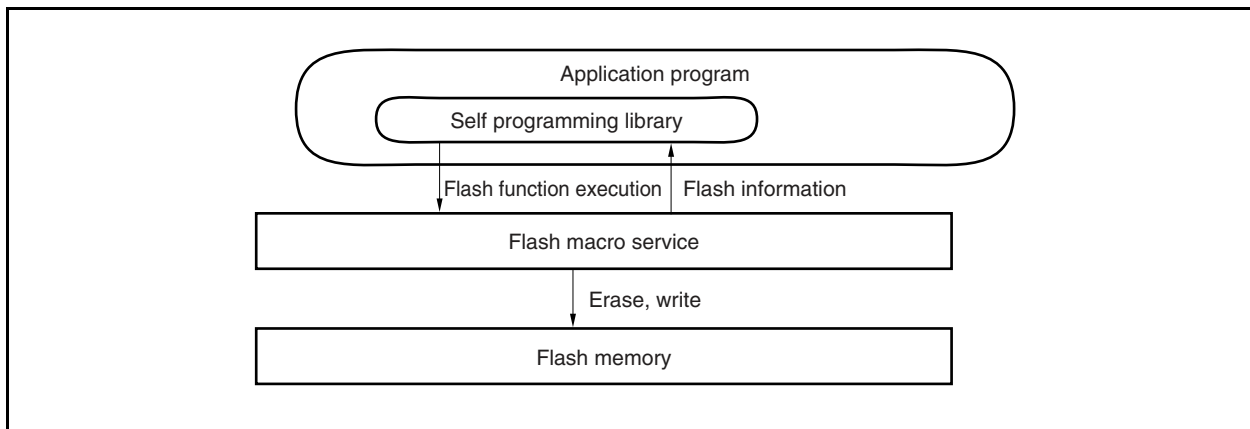 Application program
Self programming library
Flash function execution
Flash information
Flash macro service
Erase, write
Flash memory